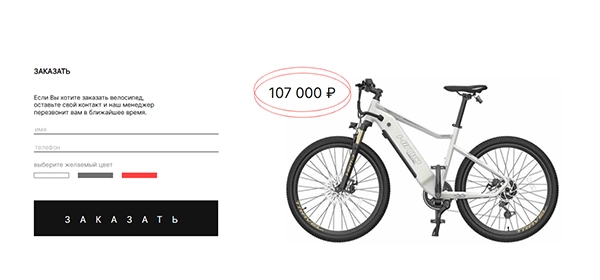 ЗАКАЗАТЬ
Если Вы хотите заказать велосипед,
оставьте свой контакт и наш менеджер
перезвонит вам в ближайшее время.
имя
телефон
выберите желаемый цвет
ЗАКАЗАТЬ
107 000 ₽